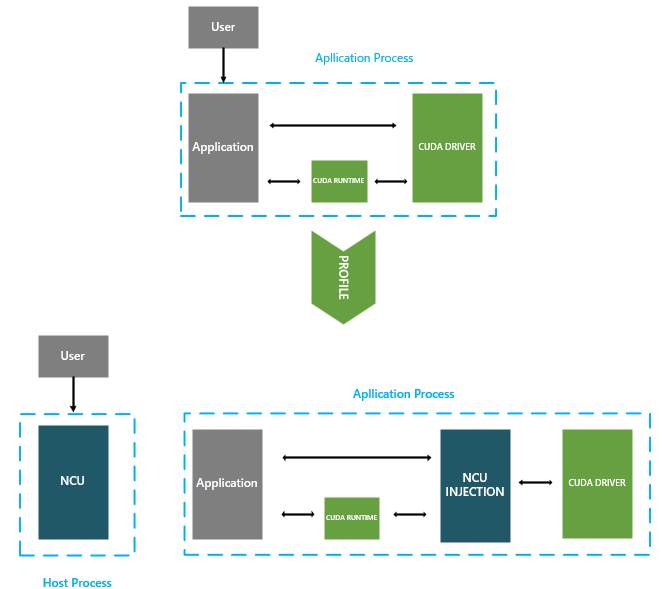 User
Apllication Process
Application
CUDA DRIVER
CUDA RUNTIME
PROFILE
User
Apllication Process
NCU
Application
NCU
INJECTION
CUDA DRIVER
CUDA RUNTIME
Host Process